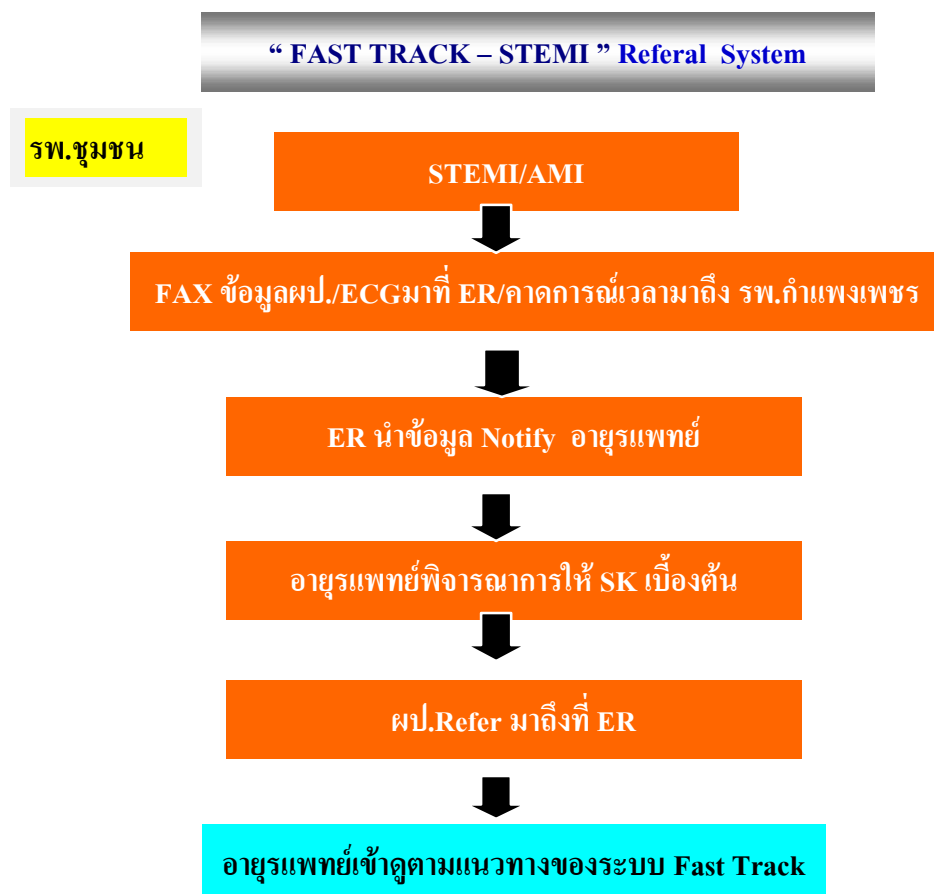 “ FAST TRACK – STEMI ” Referal System
รพ.ชุมชน
STEMI/AMI
FAX ข้อมูลผป./ECGมาที่ ER/คาดการณ์เวลามาถึง รพ.กำแพงเพชร
ER นำข้อมูล Notify อายุรแพทย์
อายุรแพทย์พิจารณาการให้ SK เบี้องต้น
ผป.Refer มาถึงที่ ER
อายุรแพทย์เข้าดูตามแนวทางของระบบ Fast Track